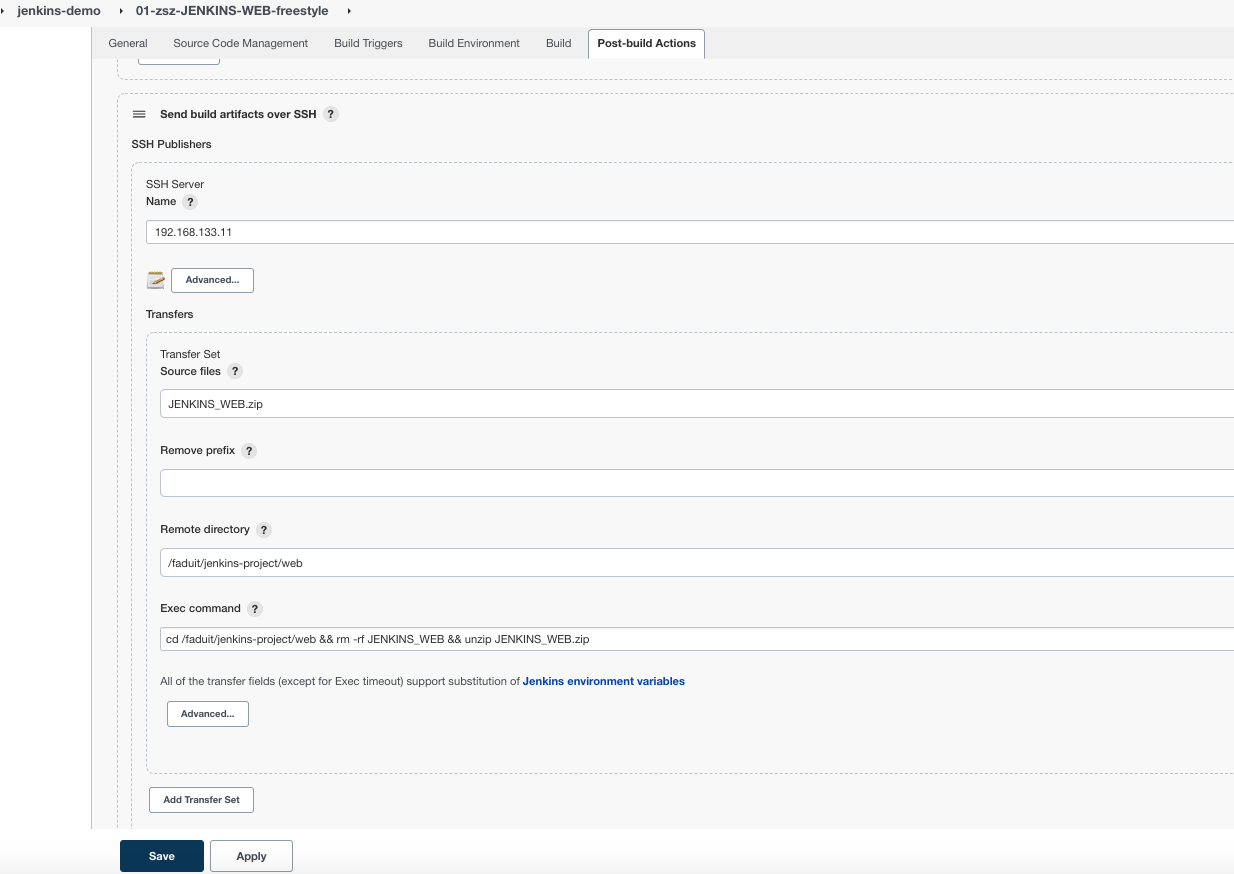 jenkins-demo 01-zsz-JENKINS-WEB-freestyle
General Source Code Management Build Triggers Build Environment Build Post-build Actions
Send build artifacts over SSH ?
SSH Publishers
SSH Server
Name ?
192.168.133.11
Advanced...
Transfers
Transfer Set
Source files ?
JENKINS_WEB.zip
Remove prefix ?
Remote directory ?
/faduit/jenkins-project/web
Exec command ?
cd /faduit/jenkins-project/web && rm -rf JENKINS_WEB && unzip JENKINS_WEB.zip
All of the transfer fields (except for Exec timeout) support substitution of Jenkins environment variables
Advanced...
Add Transfer Set
Save Apply